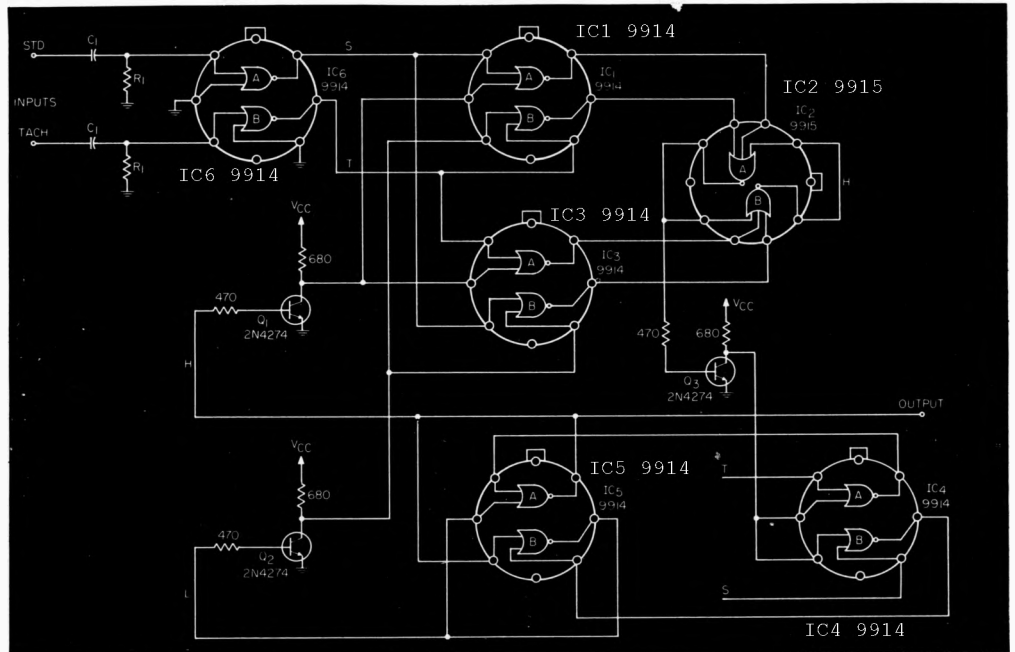 IC1 9914
STD
C1
S
IC6
9914
IC1
9914
A
A
R1
IC2 9915
INPUTS
IC2
9915
B
B
TACH
C1
R1
T
A
IC6 9914
H
B
VCC
IC3 9914
680
A
IC3
9914
470
Q1
2N4274
B
VCC
470
680
H
Q3
2N4274
OUTPUT
VCC
IC5 9914
T
680
A
IC5
9914
A
IC4
9914
470
Q2
2N4274
B
B
L
S
IC4 9914